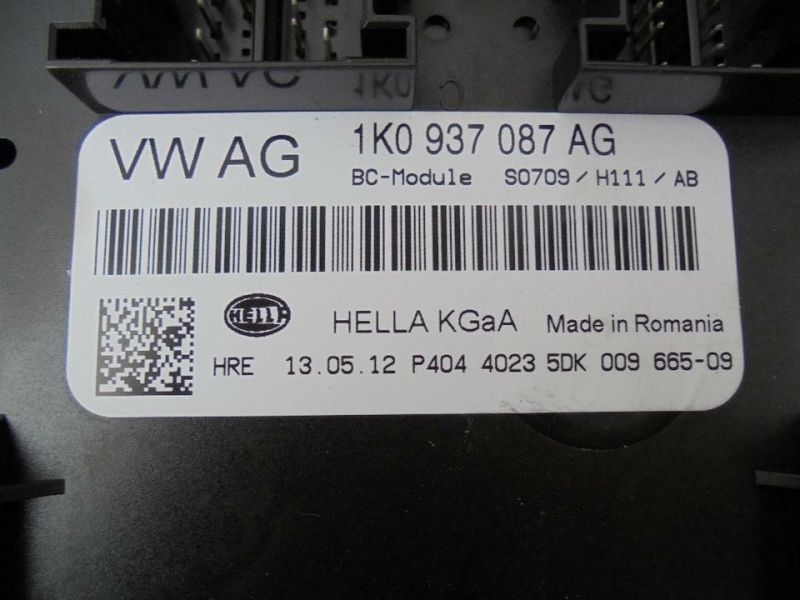 VW AG 1K0 937 087 AG
BC-Module S0709 / H111 / AB
HELLA HELLA KGaA Made in Romania
HRE 13.05.12 P404 4023 5DK 009 665-09